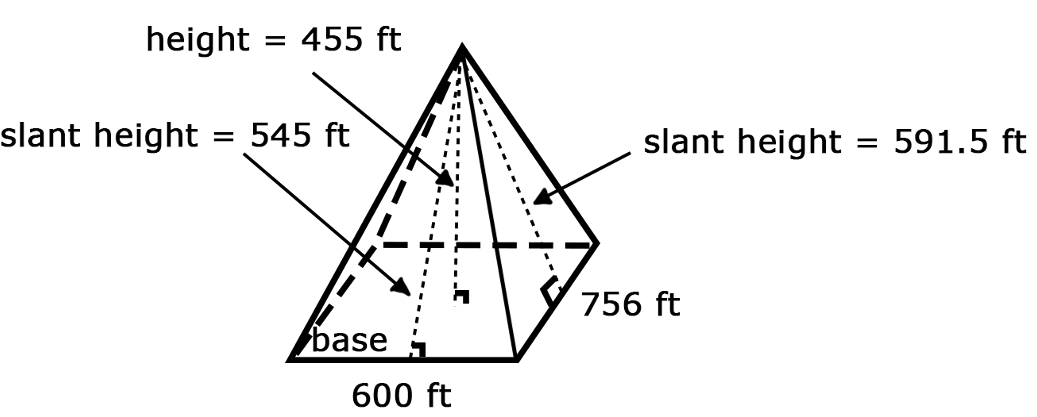 height = 455 ft
slant height = 545 ft
slant height = 591.5 ft
756 ft
base
600 ft